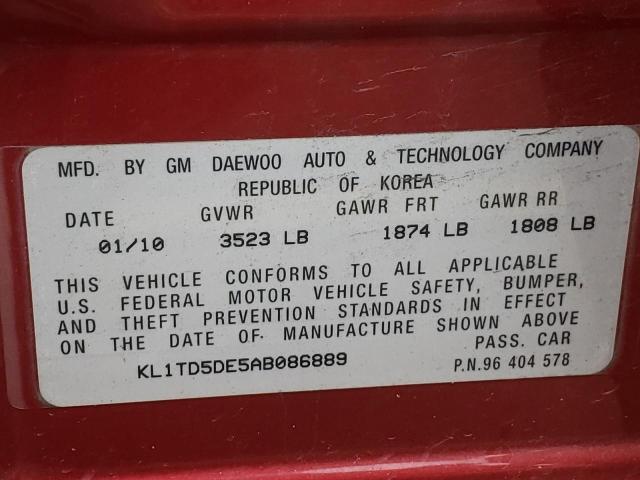 MFD. BY GM DAEWOO AUTO & TECHNOLOGY COMPANY
REPUBLIC OF KOREA
DATE GVWR GAWR FRT GAWR RR
01/10 3523 LB 1874 LB 1808 LB
THIS VEHICLE CONFORMS TO ALL APPLICABLE
U.S. FEDERAL MOTOR VEHICLE SAFETY, BUMPER,
AND THEFT PREVENTION STANDARDS IN EFFECT
ON THE DATE OF MANUFACTURE SHOWN ABOVE
PASS. CAR
KL1TD5DE5AB086889 P.N.96 404 578